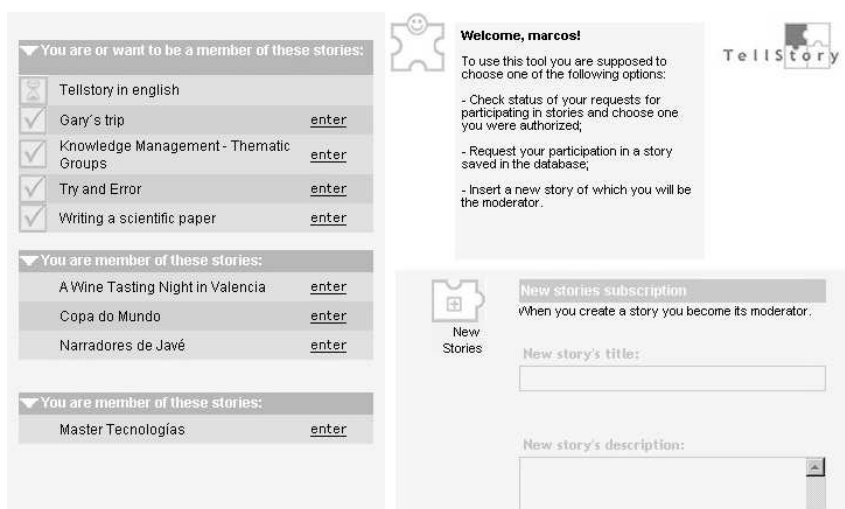 You are or want to be a member of these stories:
Tellstory in english
Gary´s trip enter
Knowledge Management - Thematic
Groups enter
Try and Error enter
Writing a scientific paper enter
You are member of these stories:
A Wine Tasting Night in Valencia enter
Copa do Mundo enter
Narradores de Javé enter
You are member of these stories:
Master Tecnologías enter
Welcome, marcos!
To use this tool you are supposed to
choose one of the following options:
- Check status of your requests for
participating in stories and choose one
you were authorized;
- Request your participation in a story
saved in the database;
- Insert a new story of which you will be
the moderator.
TellStory
New
Stories
New stories subscription
When you create a story you become its moderator.
New story's title:
New story's description: